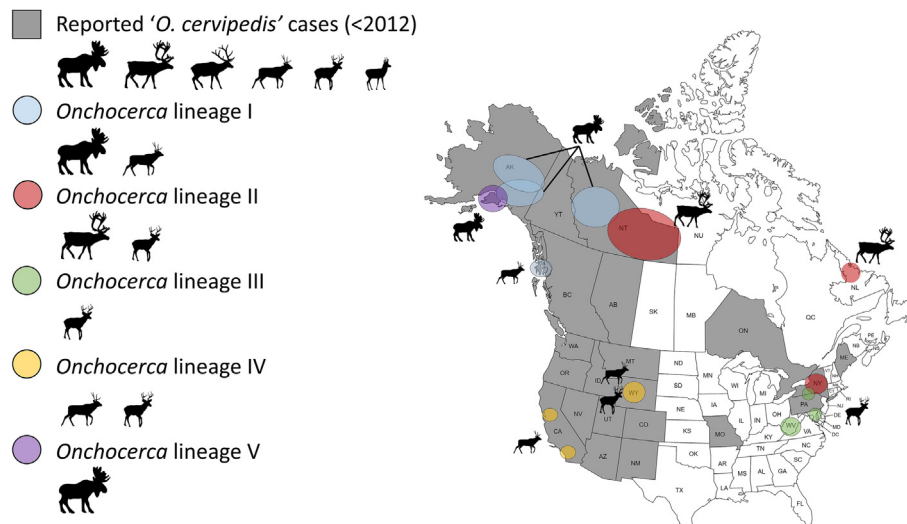 Reported ‘O. cervipedis’ cases (<2012)
Onchocerca lineage I
Onchocerca lineage II
Onchocerca lineage III
Onchocerca lineage IV
Onchocerca lineage V
AK
YT
NT
NU
BC
AB
SK
MB
ON
QC
NL
NB
PE
NS
WA
MT
ND
MN
ME
OR
ID
WY
SD
WI
MI
VT
NH
NY
RI
NV
UT
NE
IA
IL
IN
OH
PA
NJ
DE
MD
DC
CA
CO
KS
MO
KY
WV
VA
AZ
NM
OK
AR
TN
NC
SC
TX
LA
MS
AL
GA
FL